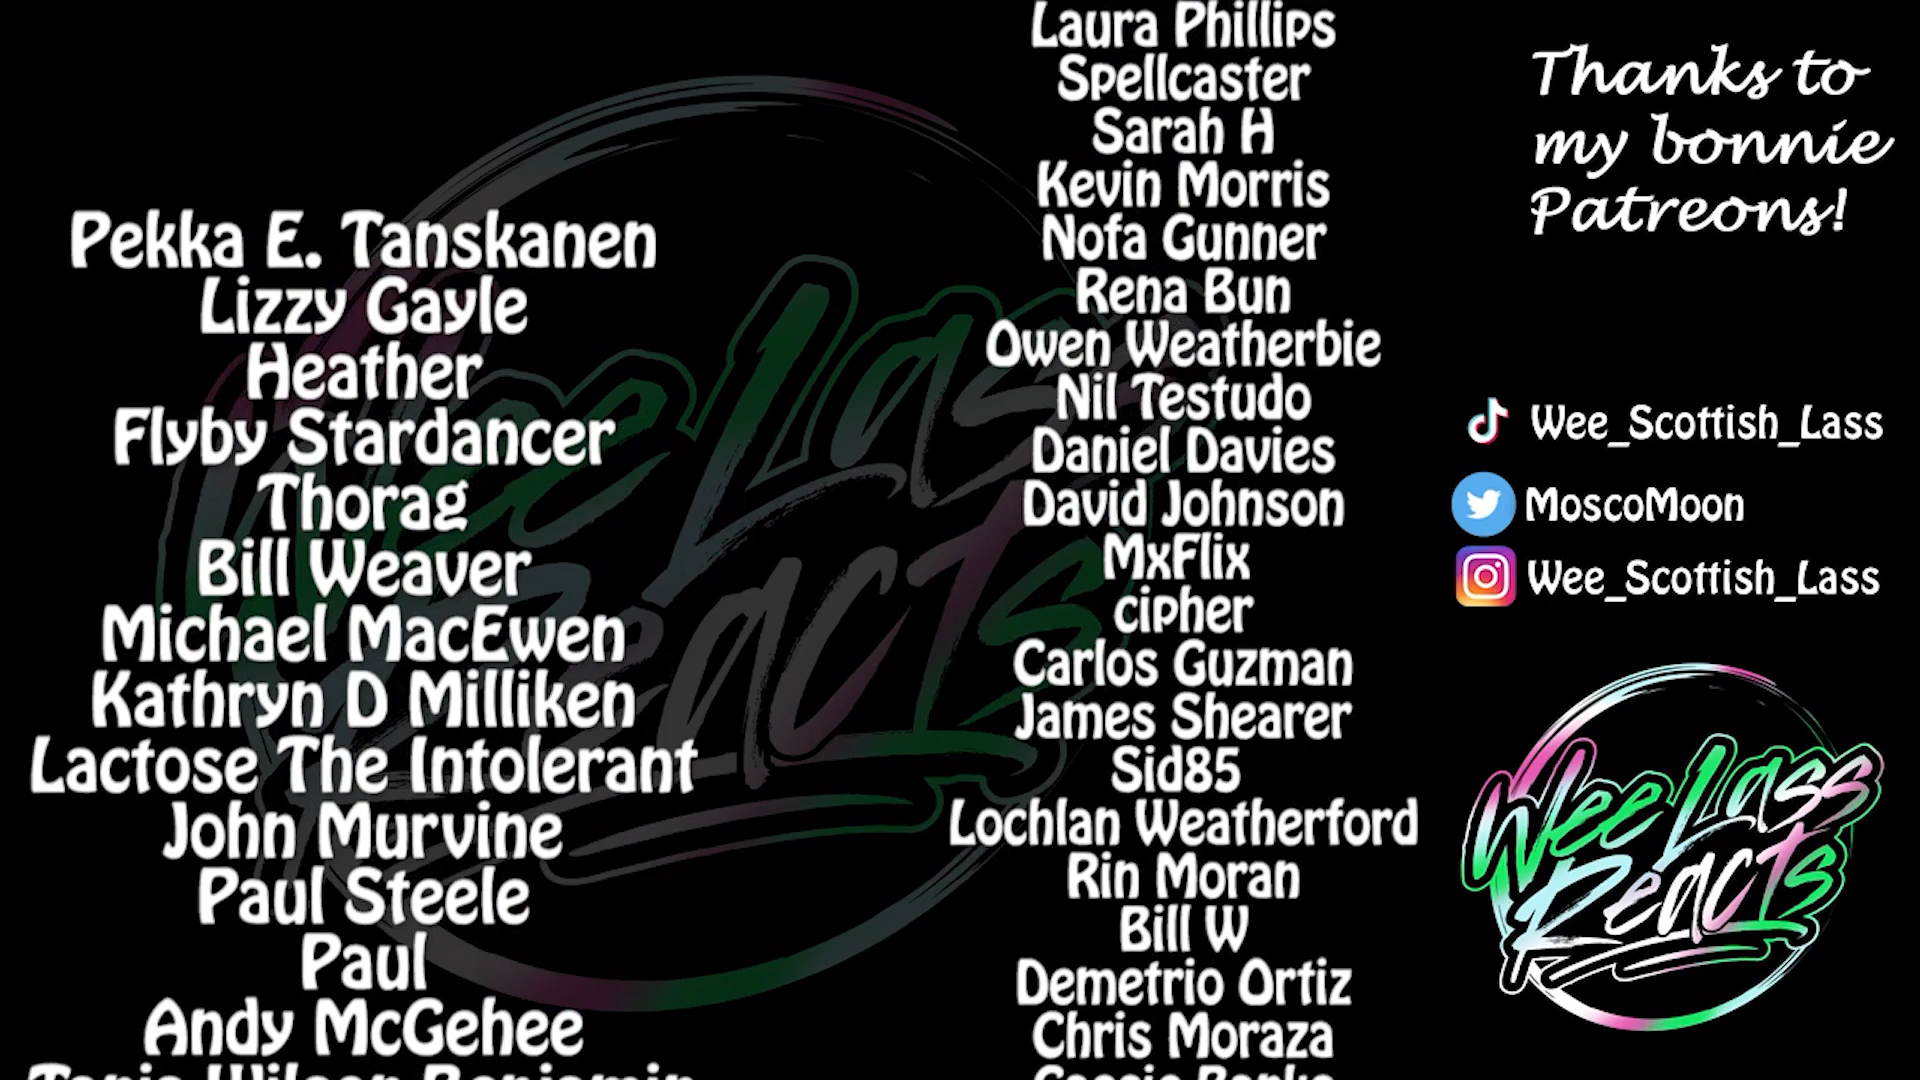 Pekka E. Tanskanen
Lizzy Gayle
Heather
Flyby Stardancer
Thorag
Bill Weaver
Michael MacEwen
Kathryn D Milliken
Lactose The Intolerant
John Murvine
Paul Steele
Paul
Andy McGehee
Laura Phillips
Spellcaster
Sarah H
Kevin Morris
Nofa Gunner
Rena Bun
Owen Weatherbie
Nil Testudo
Daniel Davies
David Johnson
MxFlix
cipher
Carlos Guzman
James Shearer
Sid85
Lochlan Weatherford
Rin Moran
Bill W
Demetrio Ortiz
Chris Moraza
Thanks to
my bonnie
Patreons!
Wee_Scottish_Lass
MoscoMoon
Wee_Scottish_Lass
Wee Lass
Reacts
Wee Lass
Reacts